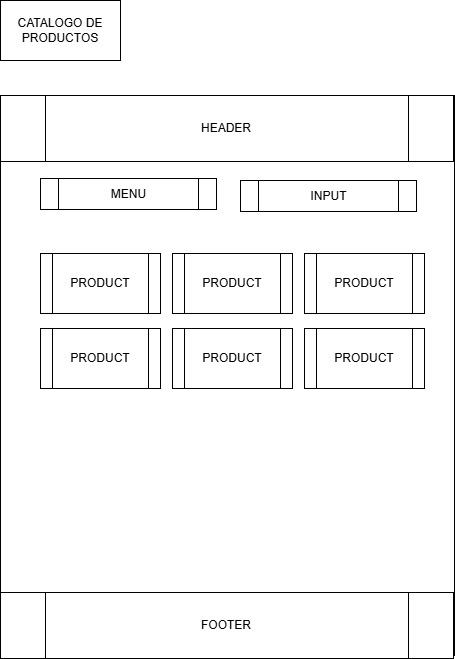 CATALOGO DE
PRODUCTOS
HEADER
MENU
INPUT
PRODUCT
PRODUCT
PRODUCT
PRODUCT
PRODUCT
PRODUCT
FOOTER